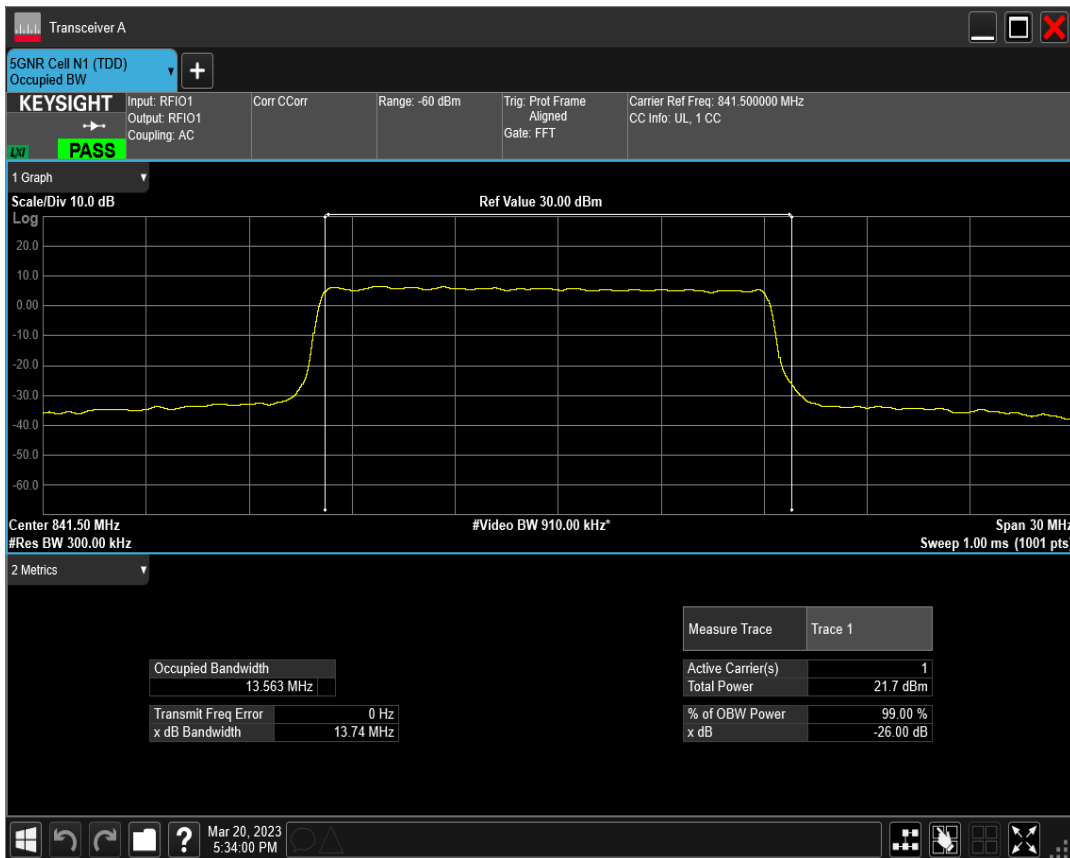 Transceiver A
5GNR Cell N1 (TDD)
Occupied BW
+
KEYSIGHT
LXI
PASS
Input: RFIO1
Output: RFIO1
Coupling: AC
Corr CCorr
Range: -60 dBm
Trig: Prot Frame
Aligned
Gate: FFT
Carrier Ref Freq: 841.500000 MHz
CC Info: UL, 1 CC
1 Graph
Scale/Div 10.0 dB
Ref Value 30.00 dBm
Log
20.0
10.0
0.00
-10.0
-20.0
-30.0
-40.0
-50.0
-60.0
Center 841.50 MHz
#Video BW 910.00 kHz*
Span 30 MHz
#Res BW 300.00 kHz
Sweep 1.00 ms (1001 pts)
2 Metrics
Measure Trace Trace 1
Occupied Bandwidth
13.563 MHz
Active Carrier(s) 1
Total Power 21.7 dBm
Transmit Freq Error 0 Hz
x dB Bandwidth 13.74 MHz
% of OBW Power 99.00 %
x dB -26.00 dB
?
Mar 20, 2023
5:34:00 PM